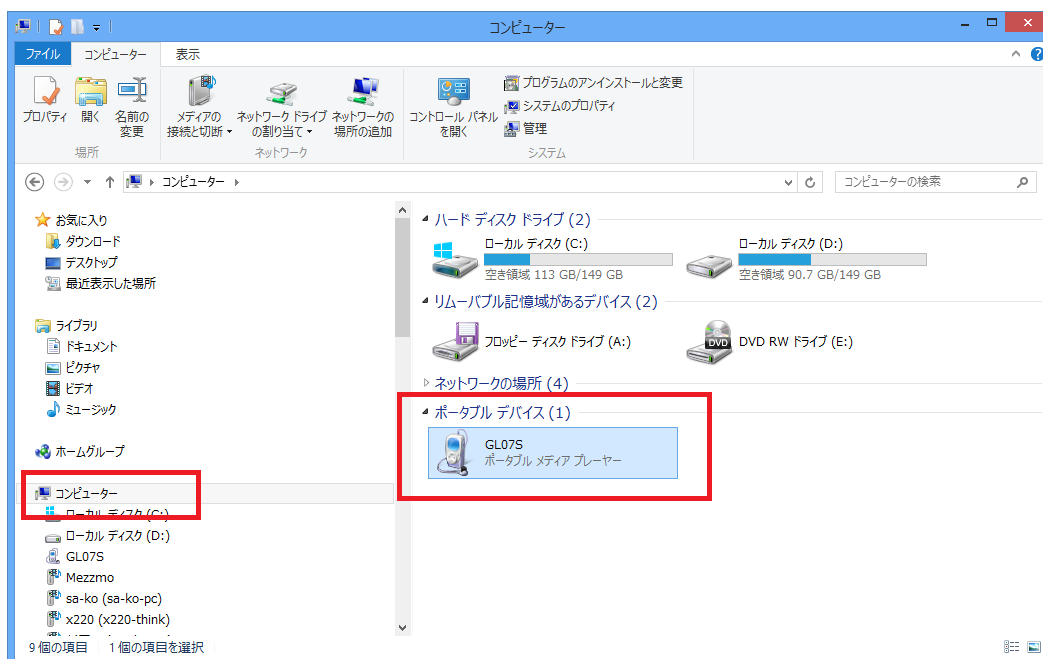 コンピューター
ファイル
コンピューター
表示
プロパティ
開く
名前の
変更
メディアの
接続と切断
ネットワーク ドライブ
の割り当て
ネットワークの
場所の追加
コントロール パネル
を開く
プログラムのアンインストールと変更
システムのプロパティ
管理
場所
ネットワーク
システム
コンピューター
コンピューターの検索
お気に入り
ダウンロード
デスクトップ
最近表示した場所
ライブラリ
ドキュメント
ピクチャ
ビデオ
ミュージック
ホームグループ
コンピューター
ローカル ディスク (C:)
ローカル ディスク (D:)
GL07S
Mezzmo
sa-ko (sa-ko-pc)
x220 (x220-think)
ハード ディスク ドライブ (2)
ローカル ディスク (C:)
空き領域 113 GB/149 GB
ローカル ディスク (D:)
空き領域 90.7 GB/149 GB
リムーバブル記憶域があるデバイス (2)
フロッピー ディスク ドライブ (A:)
DVD
DVD RW ドライブ (E:)
ネットワークの場所 (4)
ポータブル デバイス (1)
GL07S
ポータブル メディア プレーヤー
9 個の項目
1 個の項目を選択